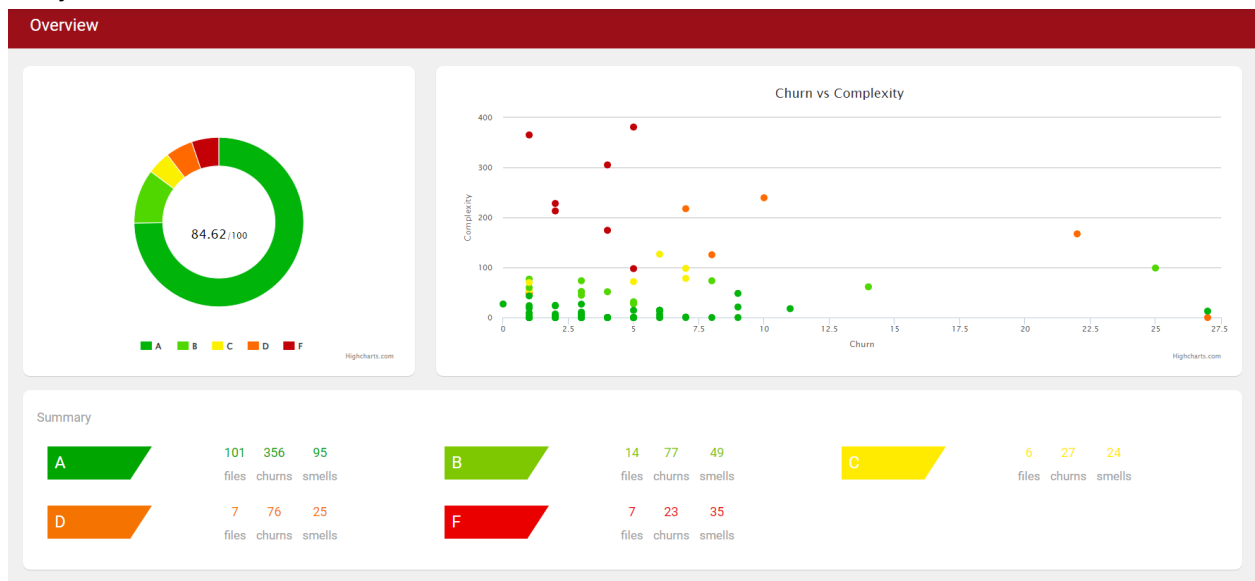 Overview
84.62/100
A B C D F
Highcharts.com
Churn vs Complexity
Complexity
400
300
200
100
0
0 2.5 5 7.5 10 12.5 15 17.5 20 22.5 25 27.5
Churn
Highcharts.com
Summary
A
101 356 95
files churns smells
B
14 77 49
files churns smells
C
6 27 24
files churns smells
D
7 76 25
files churns smells
F
7 23 35
files churns smells